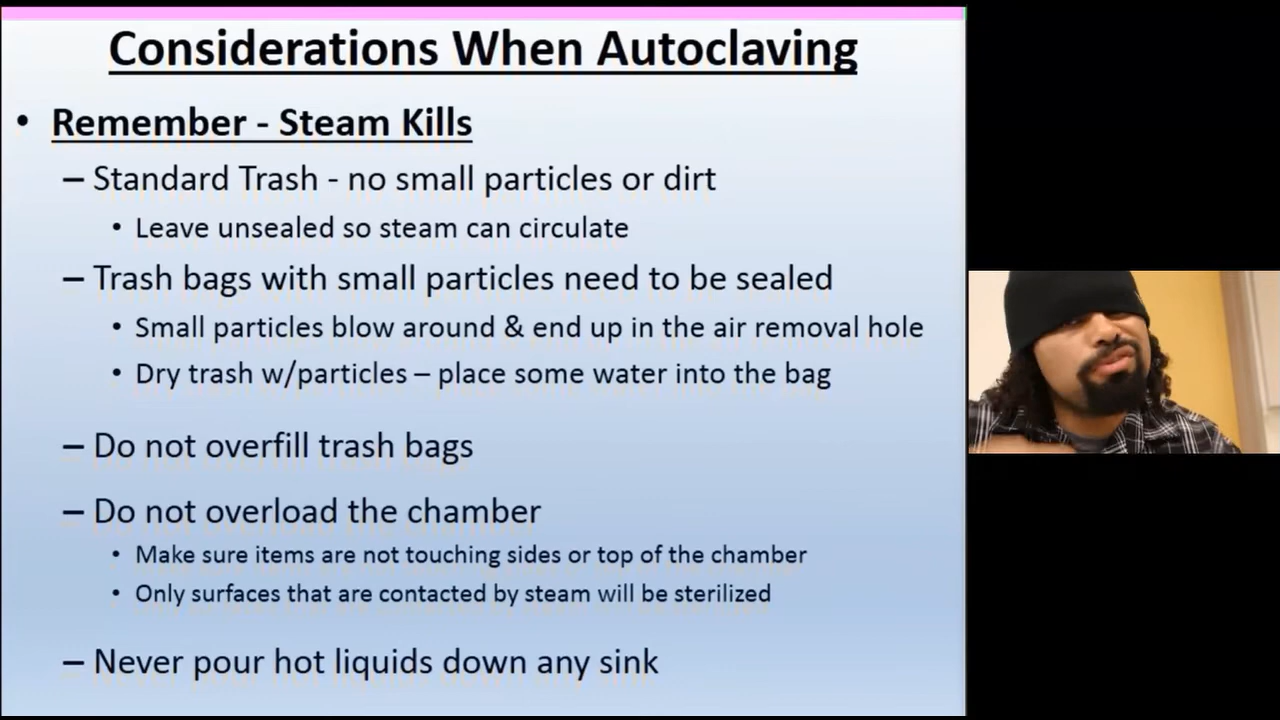 Considerations When Autoclaving
• Remember - Steam Kills
– Standard Trash - no small particles or dirt
• Leave unsealed so steam can circulate
– Trash bags with small particles need to be sealed
• Small particles blow around & end up in the air removal hole
• Dry trash w/particles – place some water into the bag
– Do not overfill trash bags
– Do not overload the chamber
• Make sure items are not touching sides or top of the chamber
• Only surfaces that are contacted by steam will be sterilized
– Never pour hot liquids down any sink